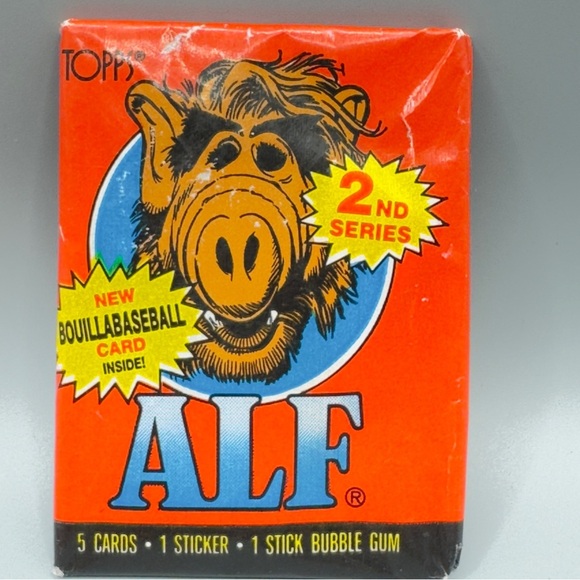 TOPPS®
2ND
SERIES
NEW
BOUILLABASEBALL
CARD
INSIDE!
ALF®
5 CARDS • 1 STICKER • 1 STICK BUBBLE GUM